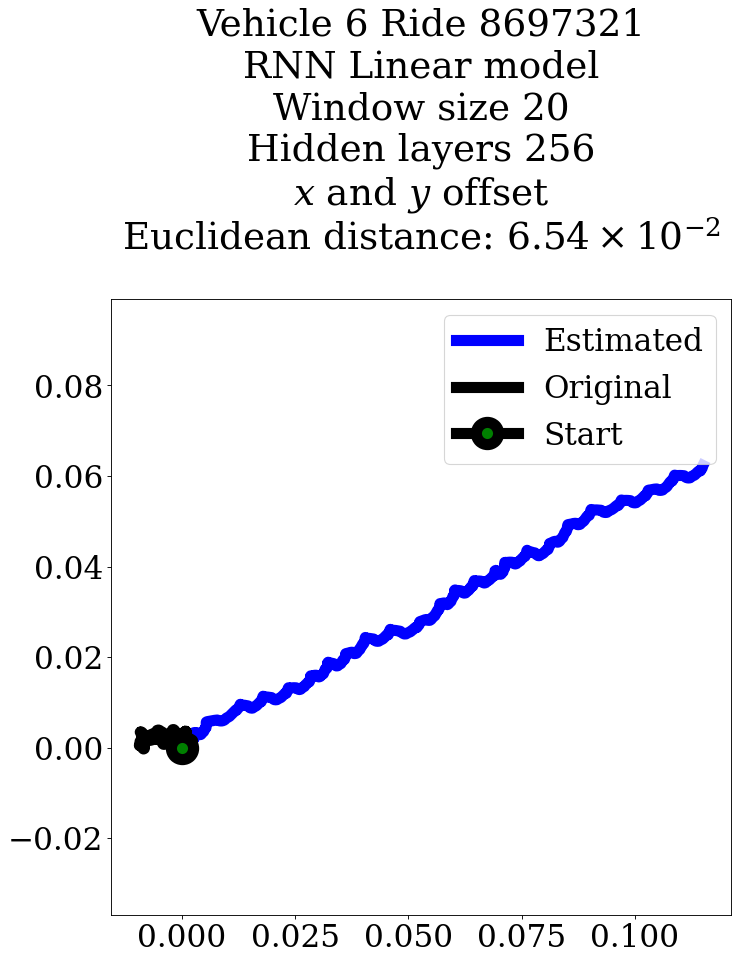 Vehicle 6 Ride 8697321
RNN Linear model
Window size 20
Hidden layers 256
x and y offset
Euclidean distance: 6.54 × 10⁻²
Estimated
Original
Start
0.08
0.06
0.04
0.02
0.00
−0.02
0.000 0.025 0.050 0.075 0.100